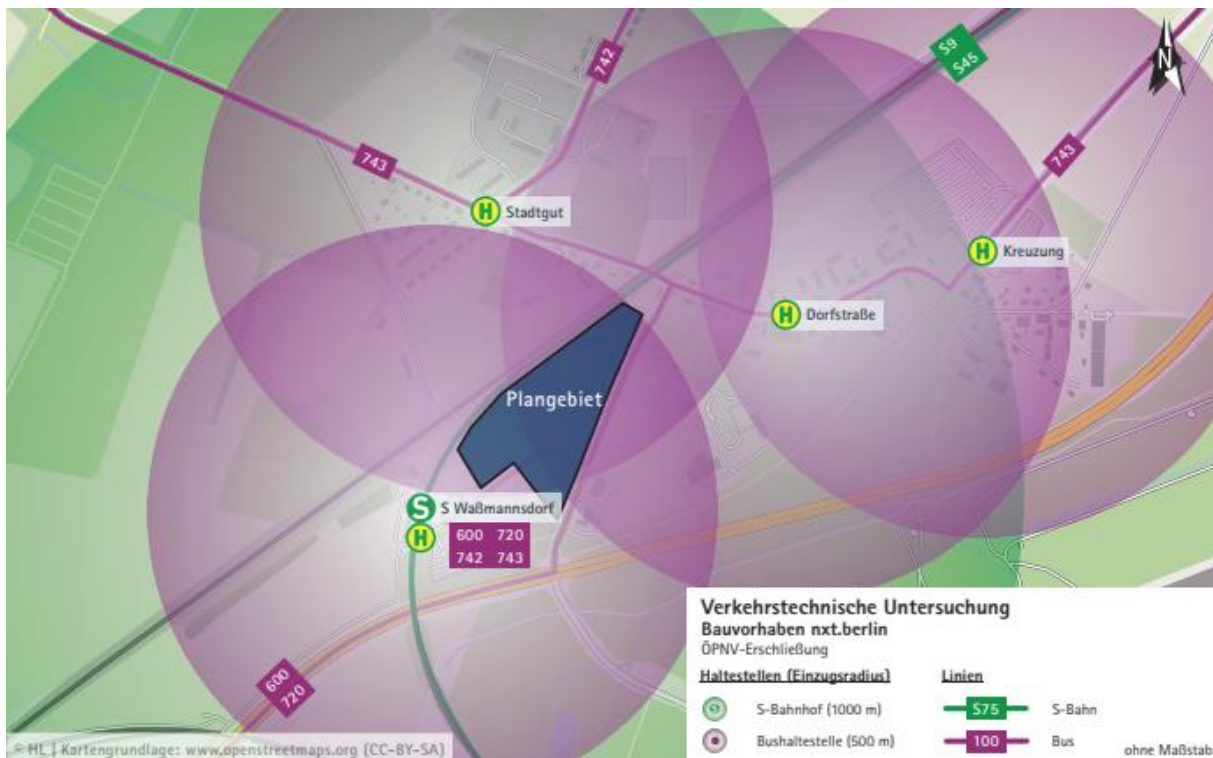 742
S9
S45
N
743
743
H Stadtgut
H Kreuzung
H Dorfstraße
Plangebiet
S S Waßmannsdorf
H 600 720
742 743
600
720
Verkehrstechnische Untersuchung
Bauvorhaben nxt.berlin
ÖPNV-Erschließung
Haltestellen (Einzugsradius) Linien
S S-Bahnhof (1000 m) S75 S-Bahn
Bushaltestelle (500 m) 100 Bus
ohne Maßstab
© HL | Kartengrundlage: www.openstreetmaps.org (CC-BY-SA)